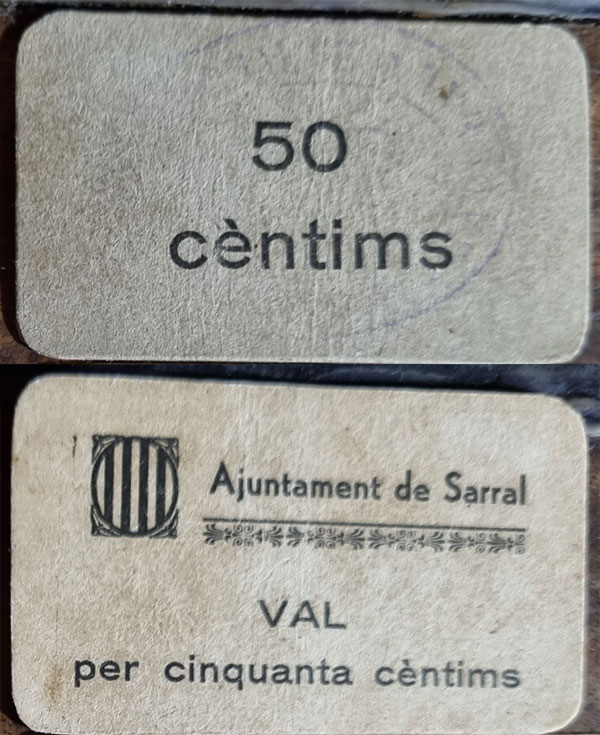 50
cèntims
Ajuntament de Sarral
VAL
per cinquanta cèntims